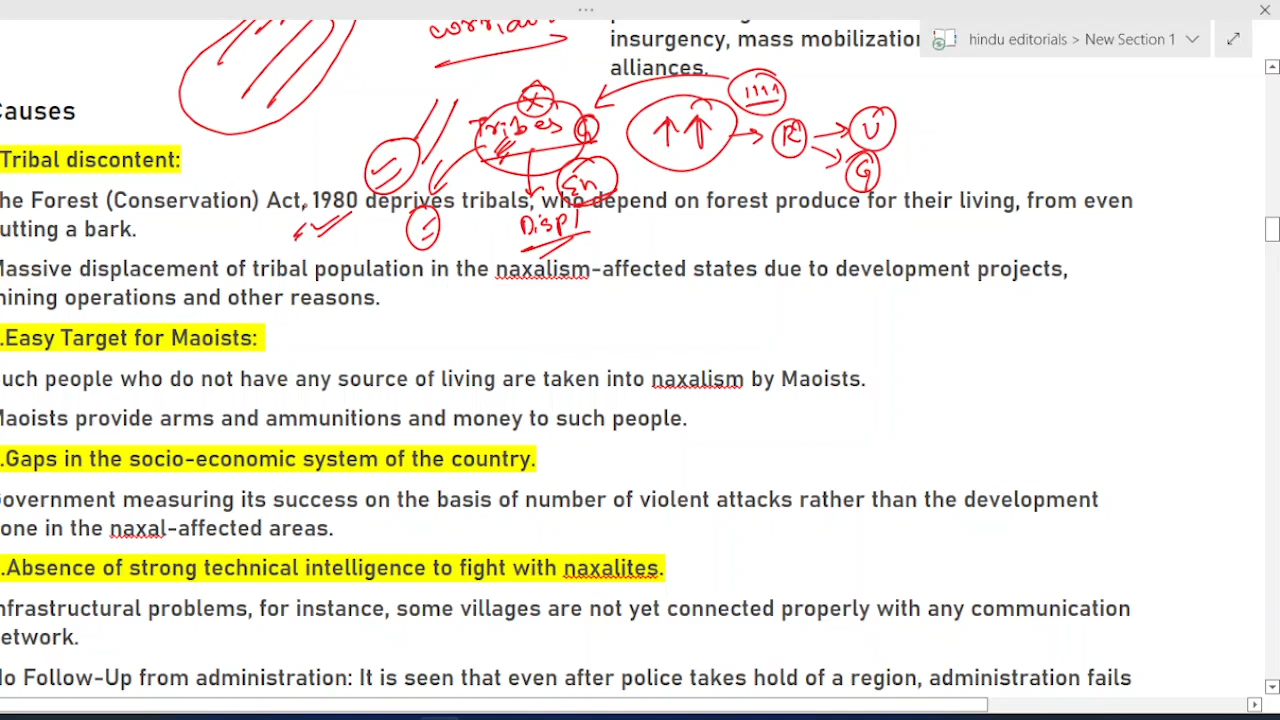 corrido
insurgency, mass mobilization
alliances.
hindu editorials > New Section 1
Causes
Tribes
R
U
G
En
Displ
Tribal discontent:
he Forest (Conservation) Act, 1980 deprives tribals, who depend on forest produce for their living, from even
utting a bark.
Massive displacement of tribal population in the naxalism-affected states due to development projects,
mining operations and other reasons.
.Easy Target for Maoists:
uch people who do not have any source of living are taken into naxalism by Maoists.
Maoists provide arms and ammunitions and money to such people.
.Gaps in the socio-economic system of the country.
Government measuring its success on the basis of number of violent attacks rather than the development
one in the naxal-affected areas.
.Absence of strong technical intelligence to fight with naxalites.
nfrastructural problems, for instance, some villages are not yet connected properly with any communication
etwork.
No Follow-Up from administration: It is seen that even after police takes hold of a region, administration fails